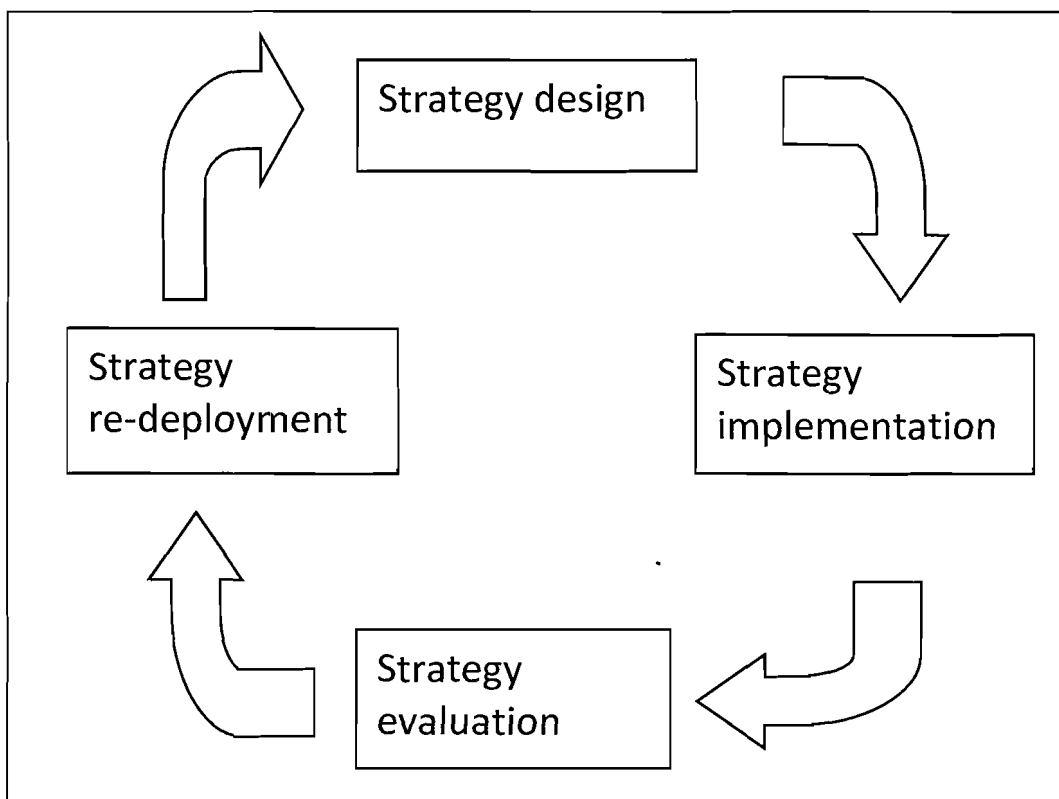 Strategy design
Strategy
implementation
Strategy
evaluation
Strategy
re-deployment